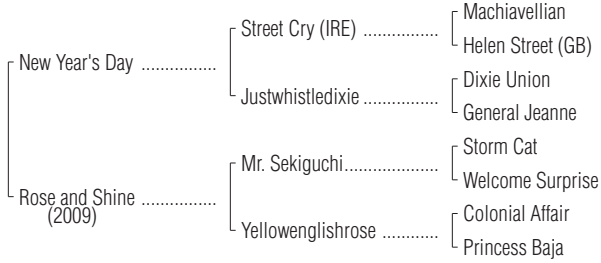 Machiavellian
Street Cry (IRE) ................
Helen Street (GB)
New Year's Day ................
Dixie Union
Justwhistledixie ................
General Jeanne
Storm Cat
Mr. Sekiguchi....................
Welcome Surprise
Rose and Shine ................
(2009)
Colonial Affair
Yellowenglishrose ............
Princess Baja